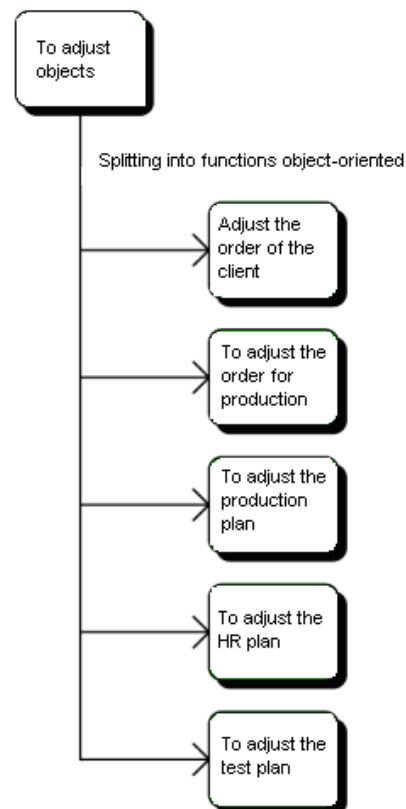 To adjust
objects
Splitting into functions object-oriented
Adjust the
order of the
client
To adjust the
order for
production
To adjust the
production
plan
To adjust the
HR plan
To adjust the
test plan